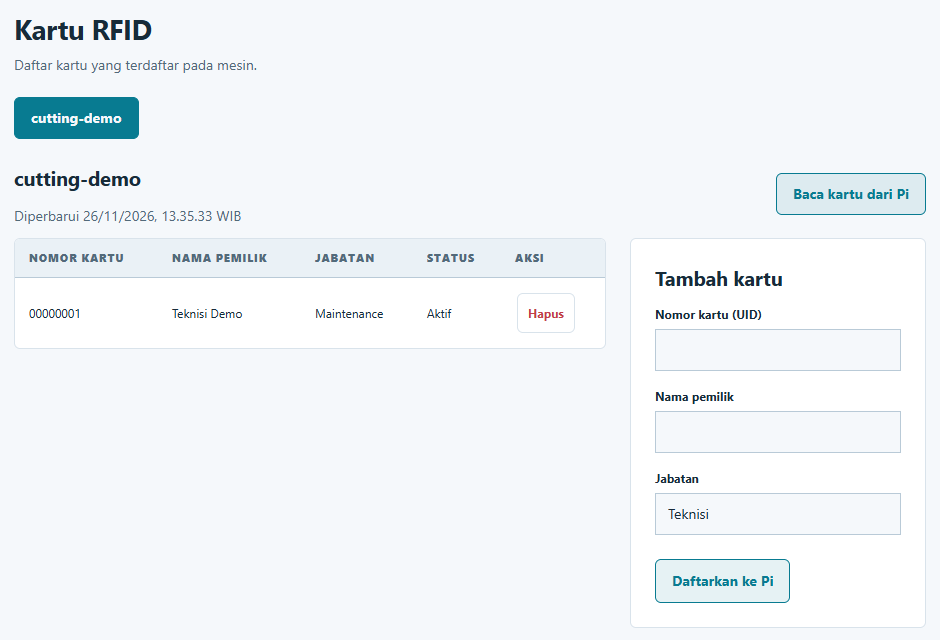 Kartu RFID
Daftar kartu yang terdaftar pada mesin.
cutting-demo
cutting-demo
Diperbarui 26/11/2026, 13.35.33 WIB
Baca kartu dari Pi
NOMOR KARTU NAMA PEMILIK JABATAN STATUS AKSI
00000001 Teknisi Demo Maintenance Aktif Hapus
Tambah kartu
Nomor kartu (UID)
Nama pemilik
Jabatan
Teknisi
Daftarkan ke Pi